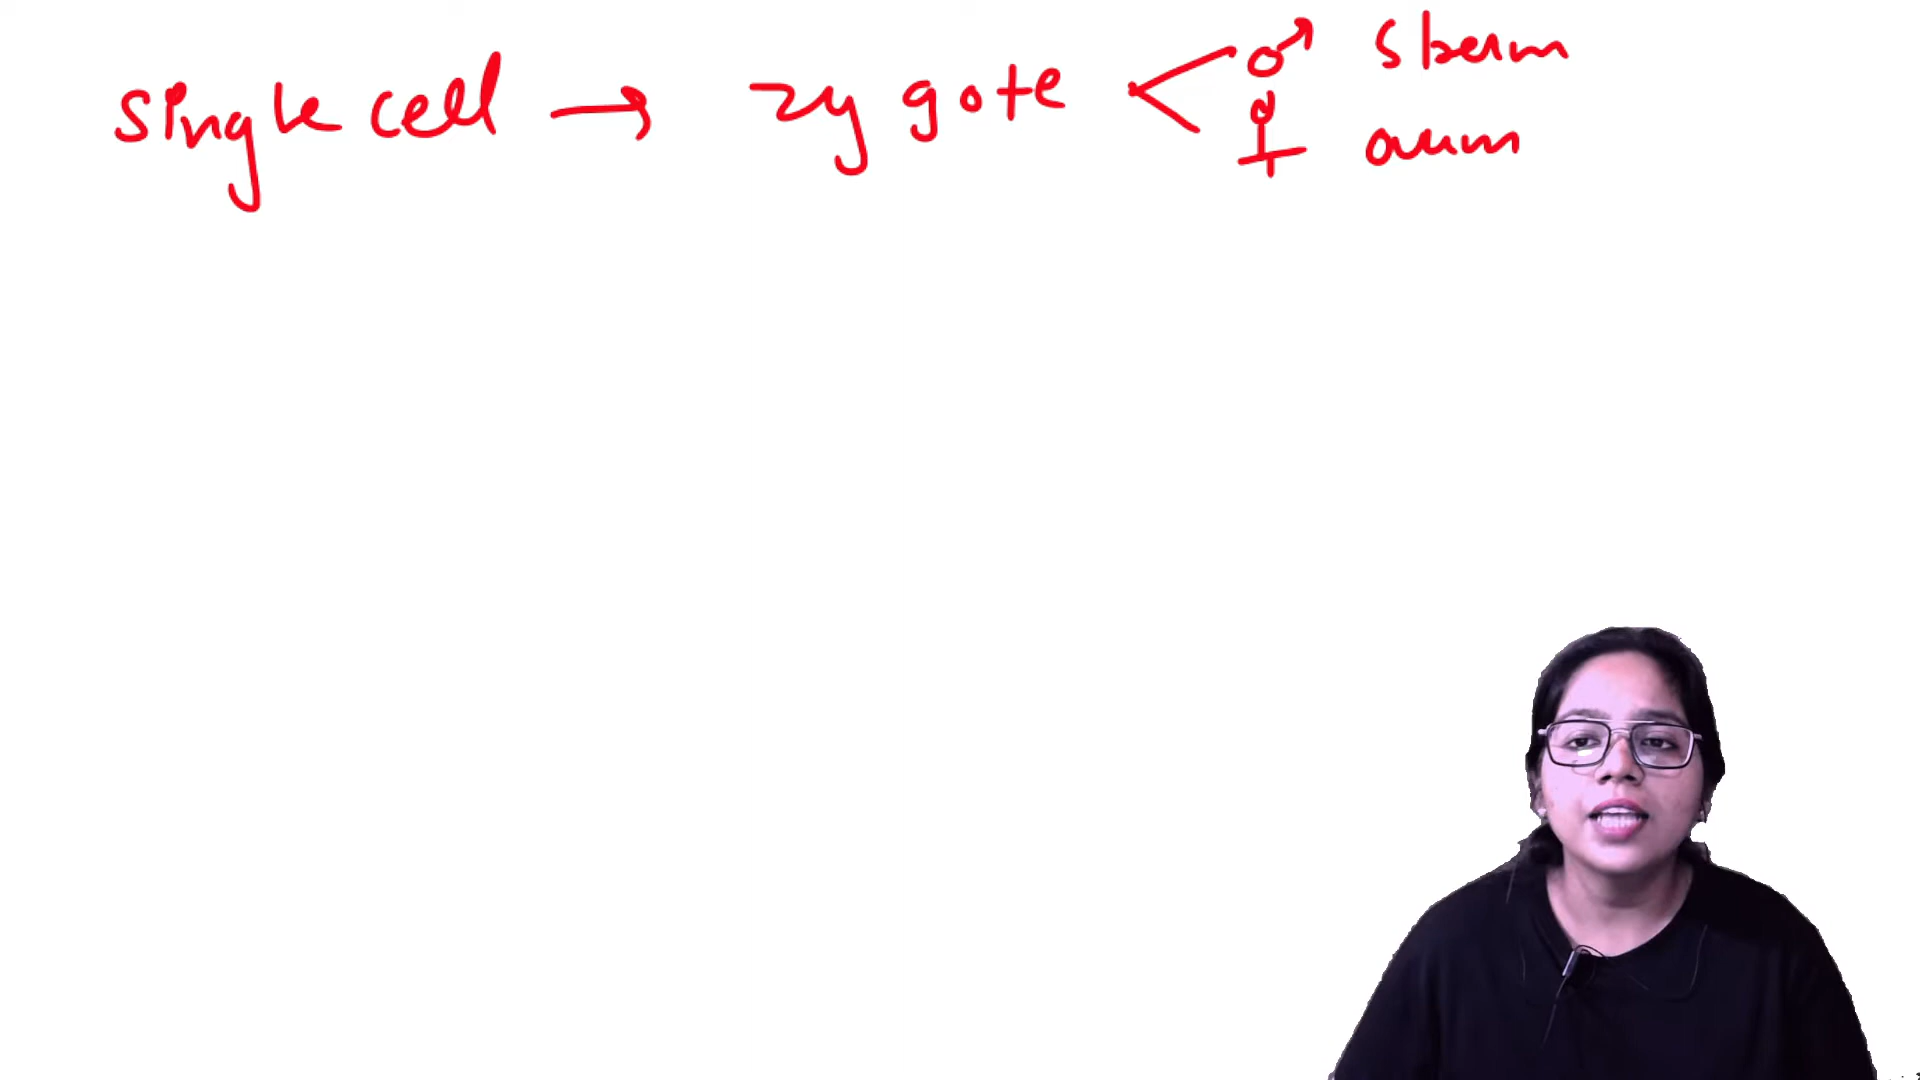 single cell → zygote < ♂ sperm
♀ ovum